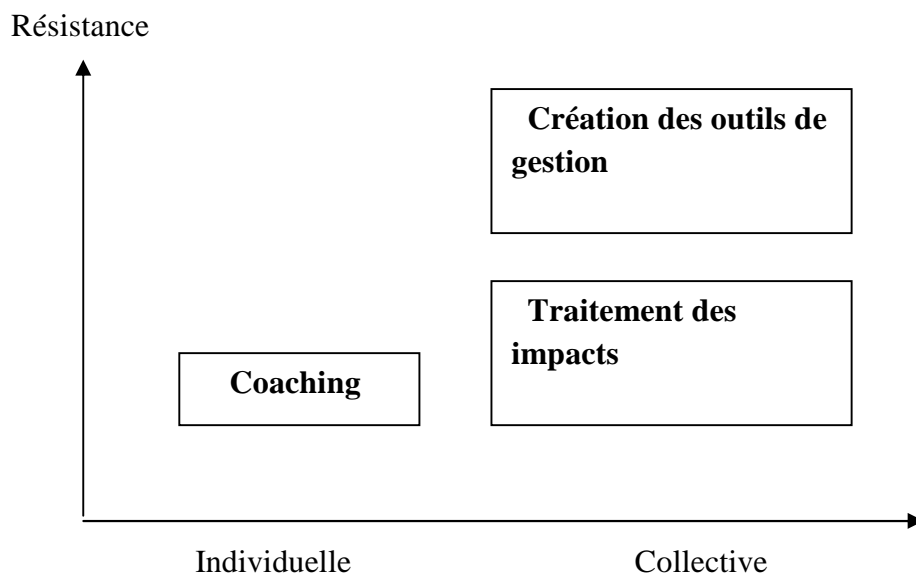 Résistance
Création des outils de
gestion
Traitement des
impacts
Coaching
Individuelle
Collective